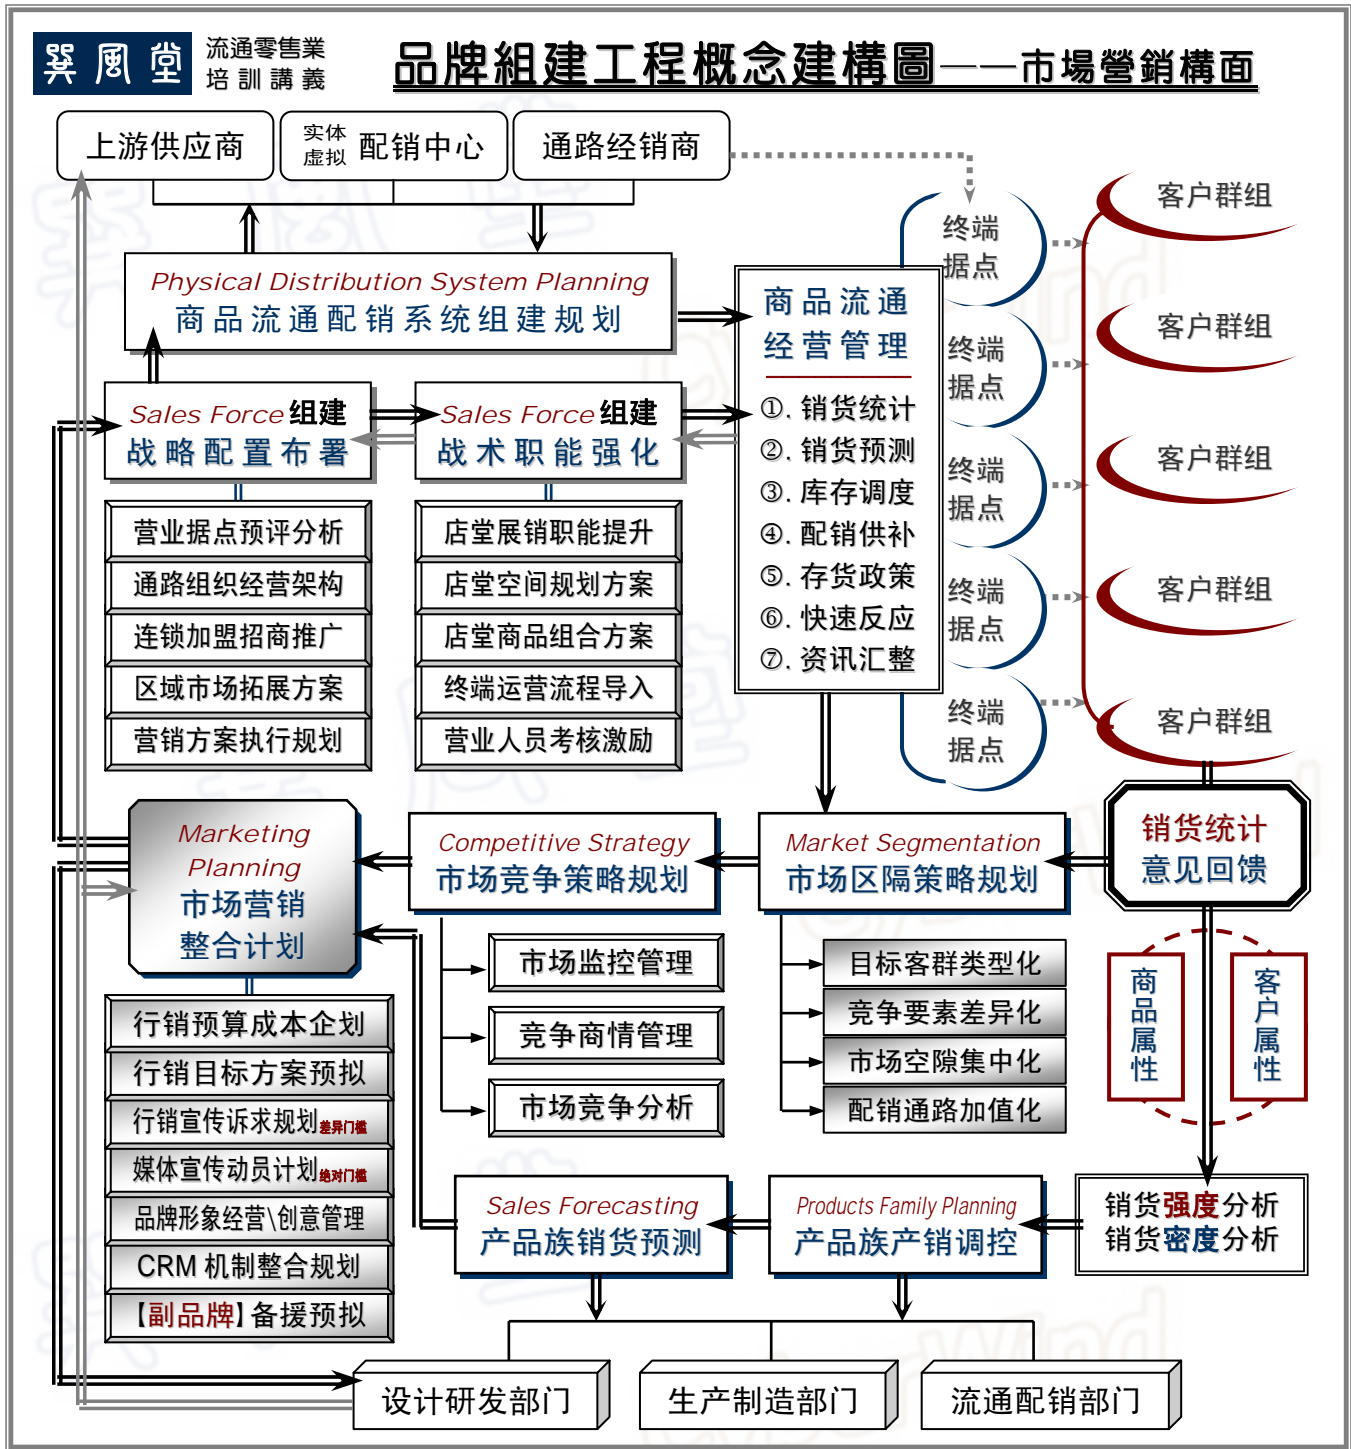 巽風堂
流通零售業
培訓講義
品牌組建工程概念建構圖——市場營銷構面
上游供应商
实体
虚拟
配销中心
通路经销商
Physical Distribution System Planning
商品流通配销系统组建规划
Sales Force 组建
战略配置布署
Sales Force 组建
战术职能强化
营业据点预评分析
通路组织经营架构
连锁加盟招商推广
区域市场拓展方案
营销方案执行规划
店堂展销职能提升
店堂空间规划方案
店堂商品组合方案
终端运营流程导入
营业人员考核激励
商品流通
经营管理
①. 销货统计
②. 销货预测
③. 库存调度
④. 配销供补
⑤. 存货政策
⑥. 快速反应
⑦. 资讯汇整
终端
据点
终端
据点
终端
据点
终端
据点
终端
据点
客户群组
客户群组
客户群组
客户群组
客户群组
Marketing
Planning
市场营销
整合计划
Competitive Strategy
市场竞争策略规划
Market Segmentation
市场区隔策略规划
销货统计
意见回馈
市场监控管理
竞争商情管理
市场竞争分析
目标客群类型化
竞争要素差异化
市场空隙集中化
配销通路加值化
商品属性
客户属性
行销预算成本企划
行销目标方案预拟
行销宣传诉求规划差异门槛
媒体宣传动员计划绝对门槛
品牌形象经营\创意管理
CRM 机制整合规划
【副品牌】备援预拟
Sales Forecasting
产品族销货预测
Products Family Planning
产品族产销调控
销货强度分析
销货密度分析
设计研发部门
生产制造部门
流通配销部门